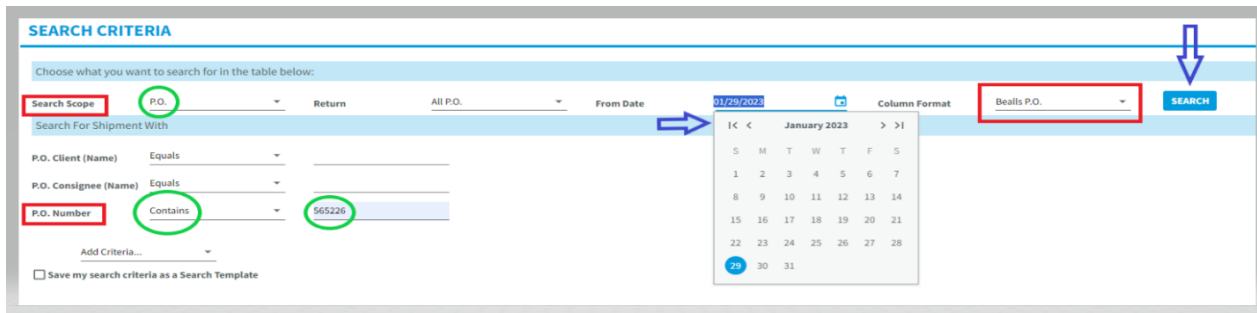 SEARCH CRITERIA
Choose what you want to search for in the table below:
Search Scope P.O. Return All P.O. From Date 01/29/2023 Column Format Bealls P.O. SEARCH
Search For Shipment With
P.O. Client (Name) Equals
P.O. Consignee (Name) Equals
P.O. Number Contains 565226
Add Criteria...
Save my search criteria as a Search Template
|< < January 2023 > >|
S M T W T F S
1 2 3 4 5 6 7
8 9 10 11 12 13 14
15 16 17 18 19 20 21
22 23 24 25 26 27 28
29 30 31